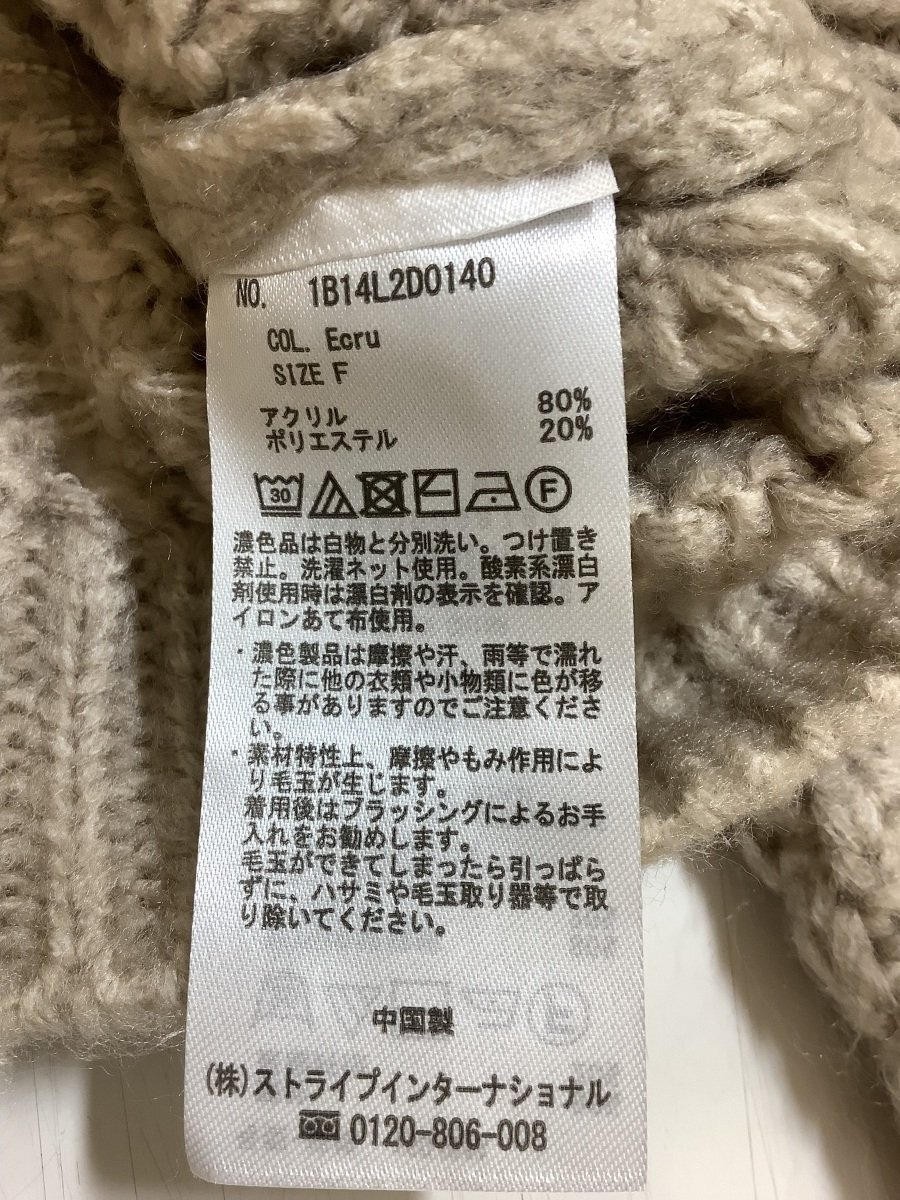 NO. 1B14L2D0140
COL. Ecru
SIZE F
アクリル 80%
ポリエステル 20%
30 F
濃色品は白物と分別洗い。つけ置き
禁止。洗濯ネット使用。酸素系漂白
剤使用時は漂白剤の表示を確認。ア
イロンあて布使用。
・濃色製品は摩擦や汗、雨等で濡れ
た際に他の衣類や小物類に色が移
る事がありますのでご注意くださ
い。
・素材特性上、摩擦やもみ作用によ
り毛玉が生じます。
着用後はブラッシングによるお手
入れをお勧めします。
毛玉ができてしまったら引っぱら
ずに、ハサミや毛玉取り器等で取
り除いてください。
中国製
(株)ストライプインターナショナル
0120-806-008